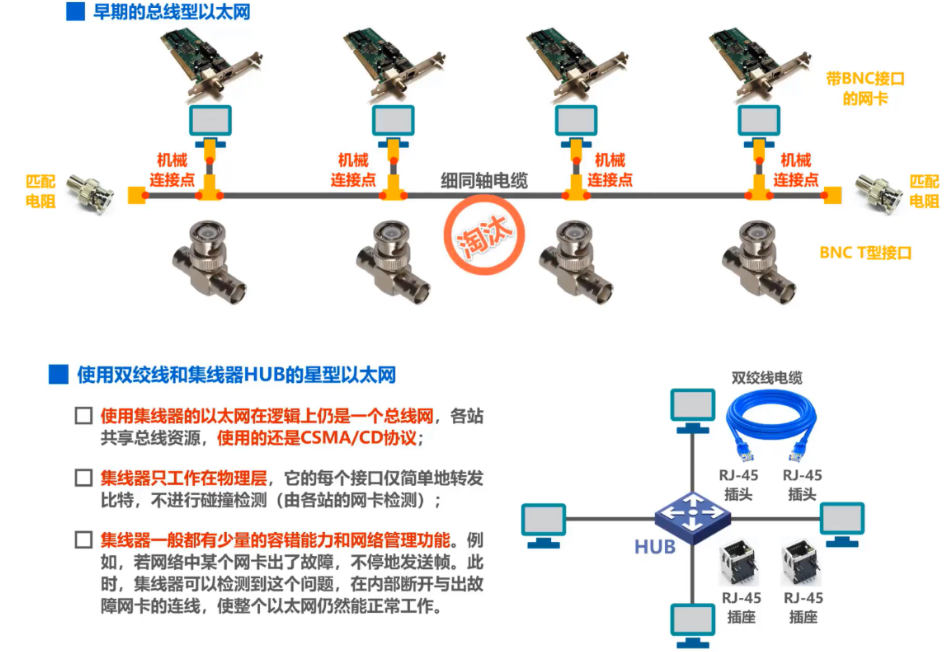 早期的总线型以太网
带BNC接口
的网卡
机械
连接点
机械
连接点
机械
连接点
机械
连接点
匹配
电阻
细同轴电缆
匹配
电阻
淘汰
BNC T型接口
使用双绞线和集线器HUB的星型以太网
使用集线器的以太网在逻辑上仍是一个总线网，各站
共享总线资源，使用的还是CSMA/CD协议；
集线器只工作在物理层，它的每个接口仅简单地转发
比特，不进行碰撞检测（由各站的网卡检测）；
集线器一般都有少量的容错能力和网络管理功能。例
如，若网络中某个网卡出了故障，不停地发送帧。此
时，集线器可以检测到这个问题，在内部断开与出故
障网卡的连线，使整个以太网仍然能正常工作。
双绞线电缆
RJ-45
插头
RJ-45
插头
HUB
RJ-45
插座
RJ-45
插座